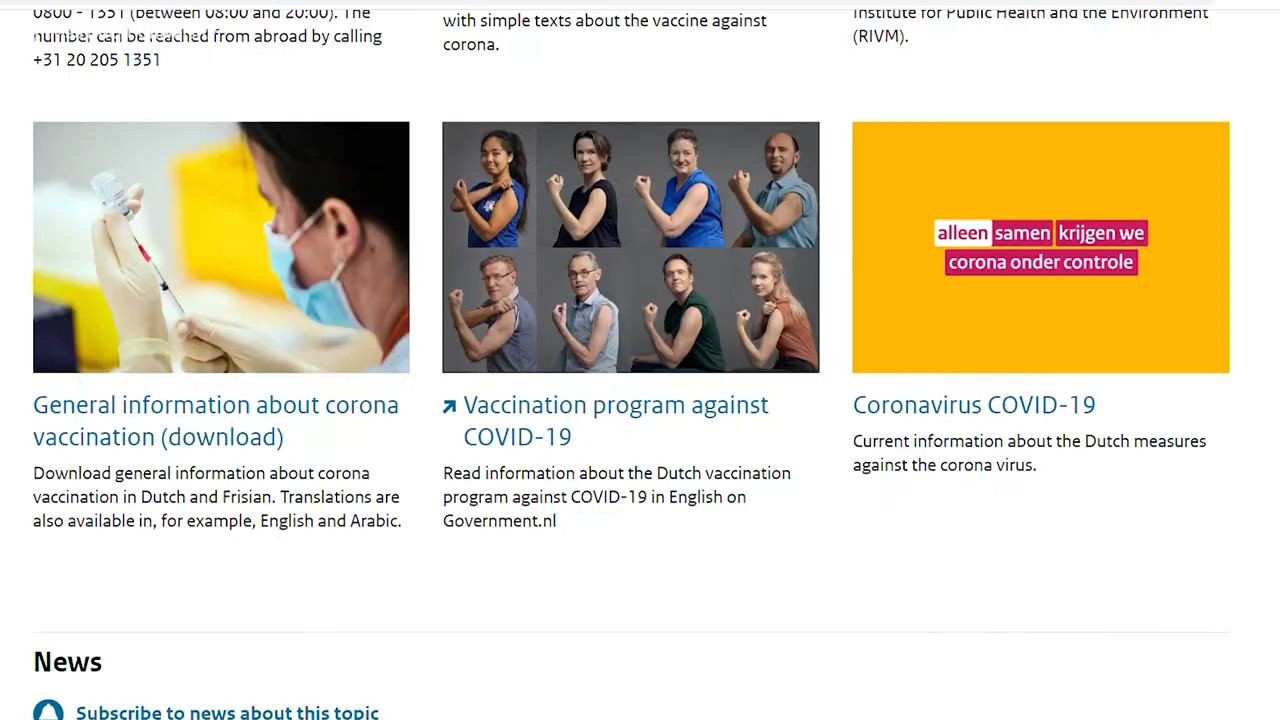 0800 - 1351 (between 08:00 and 20:00). The
number can be reached from abroad by calling
+31 20 205 1351
with simple texts about the vaccine against
corona.
Institute for Public Health and the Environment
(RIVM).
alleen samen krijgen we
corona onder controle
General information about corona
vaccination (download)
Download general information about corona
vaccination in Dutch and Frisian. Translations are
also available in, for example, English and Arabic.
Vaccination program against
COVID-19
Read information about the Dutch vaccination
program against COVID-19 in English on
Government.nl
Coronavirus COVID-19
Current information about the Dutch measures
against the corona virus.
News
Subscribe to news about this topic